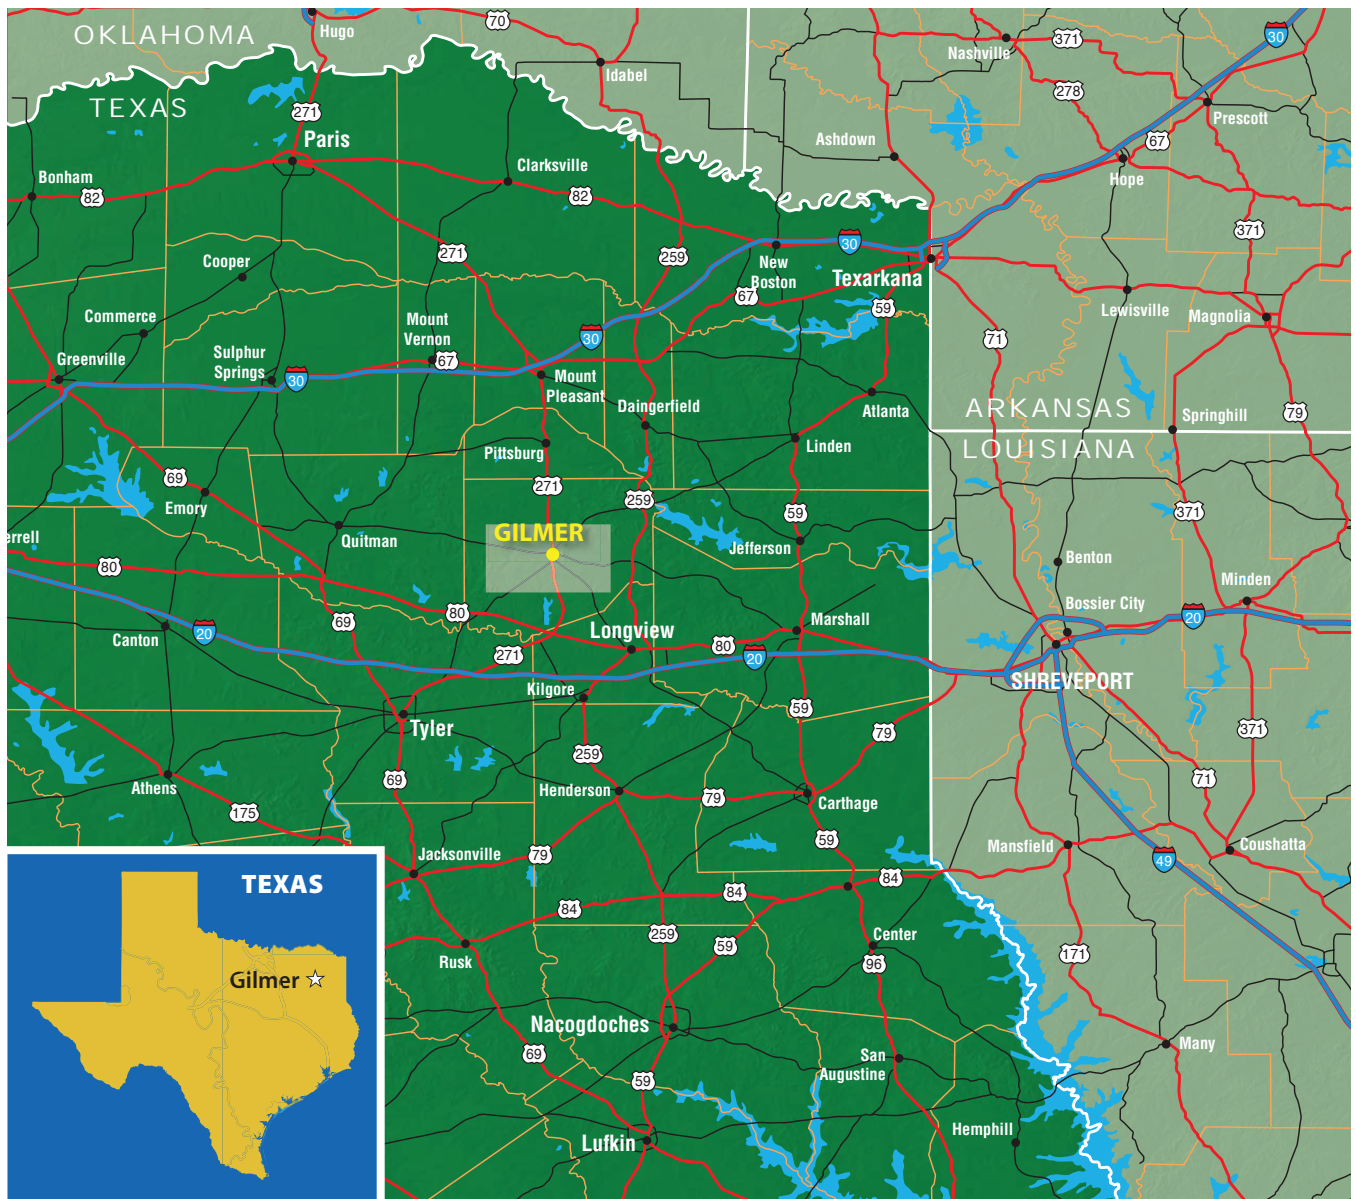 OKLAHOMA
Hugo
70
Idabel
Nashville
371
30
278
TEXAS
271
Paris
Prescott
67
Ashdown
Hope
Clarksville
Bonham
82
82
371
271
259
30
New
Boston
Texarkana
Cooper
67
59
Lewisville
Magnolia
Commerce
Mount
Vernon
71
30
Greenville
Sulphur
Springs
67
30
Mount
Pleasant
Daingerfield
Atlanta
ARKANSAS
Springhill
79
LOUISIANA
Linden
Pittsburg
69
271
259
Emory
59
371
GILMER
Quitman
Jefferson
errell
80
Benton
Minden
Bossier City
80
69
Canton
20
Longview
Marshall
80
20
20
271
SHREVEPORT
Kilgore
59
Tyler
79
371
259
69
71
Athens
Henderson
79
Carthage
175
59
Mansfield
Coushatta
Jacksonville
79
49
84
84
84
TEXAS
Gilmer
259
59
Center
96
Rusk
171
Nacogdoches
Many
69
San
Augustine
59
Hemphill
Lufkin